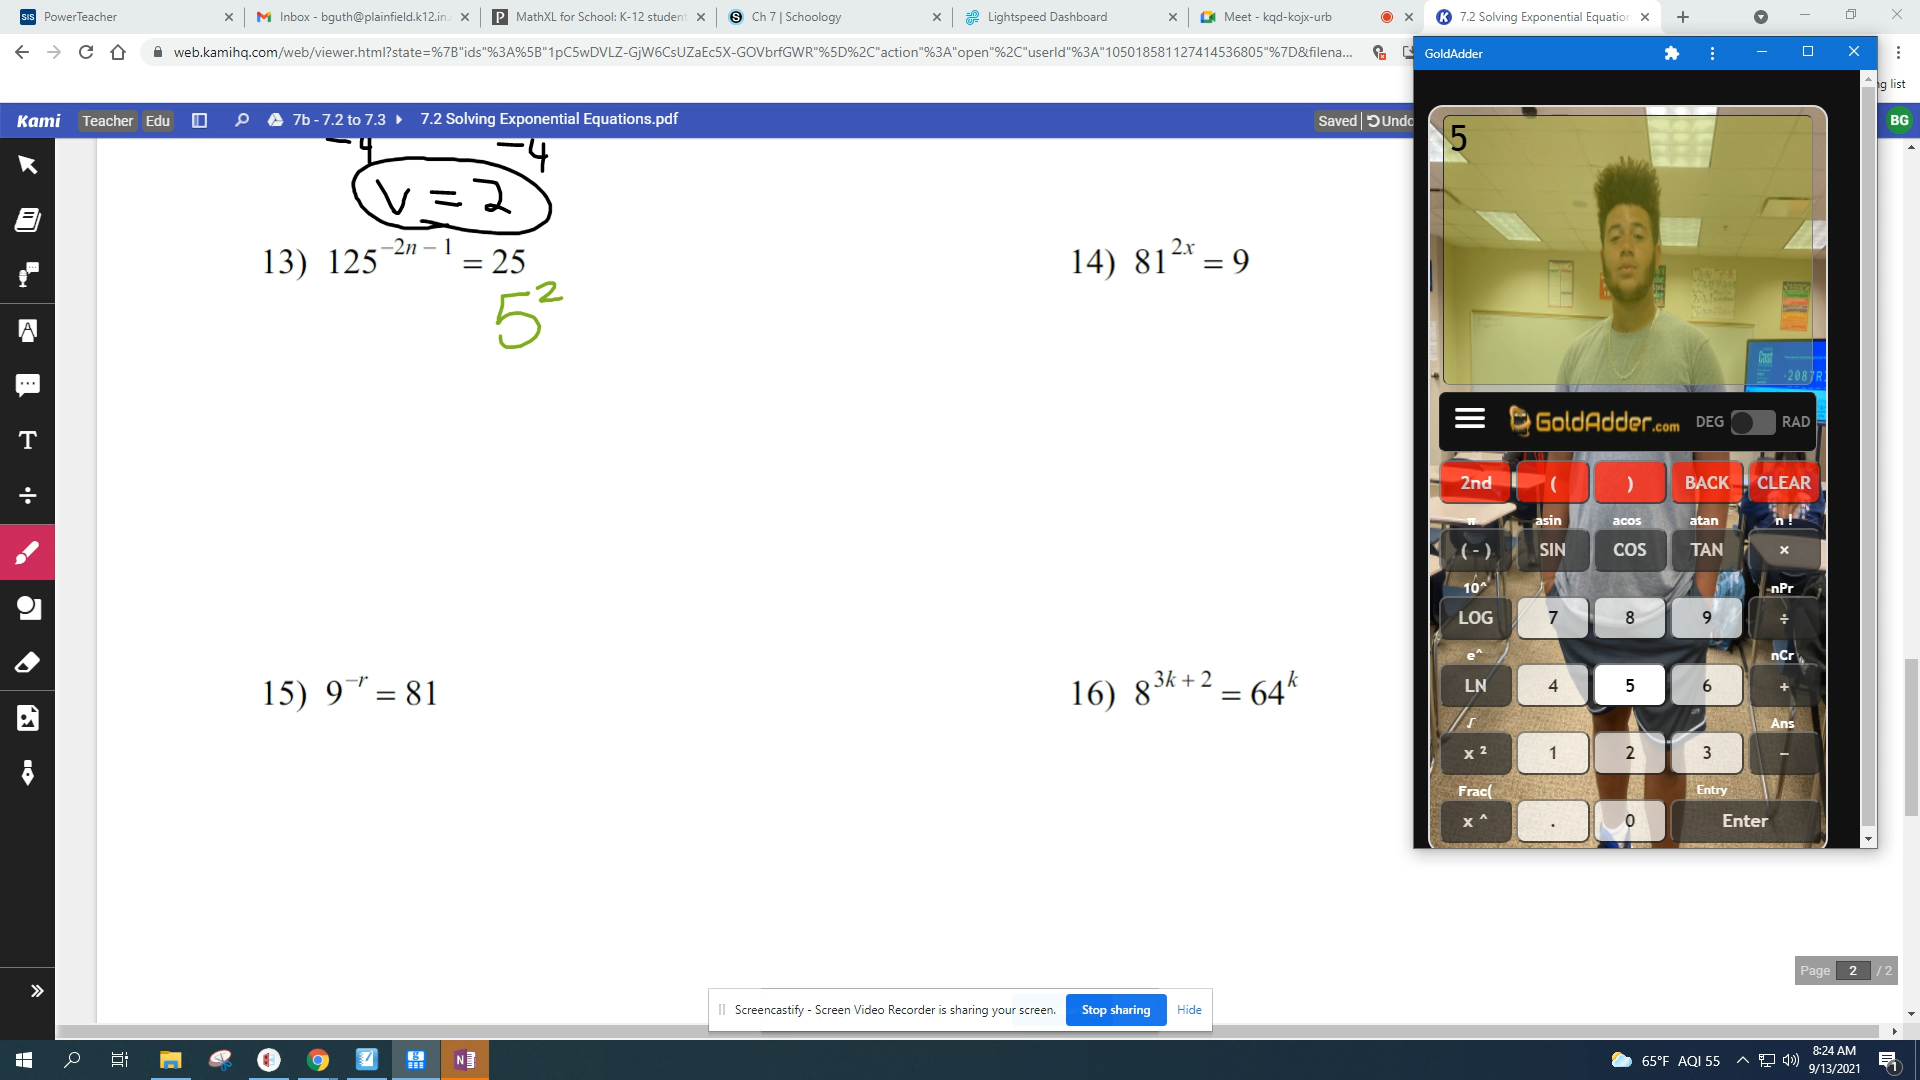 PowerTeacher
Inbox - bguth@plainfield.k12.in
MathXL for School: K-12 student
Ch 7 | Schoology
Lightspeed Dashboard
Meet - kqd-kojx-urb
7.2 Solving Exponential Equation
web.kamihq.com/web/viewer.html?state=%7B"ids"%3A%5B"1pC5wDVLZ-GjW6CsUZaEc5X-GOVbrfGWR"%5D%2C"action"%3A"open"%2C"userId"%3A"105018581127414536805"%7D&filena...
GoldAdder
ng list
Kami
Teacher
Edu
7b - 7.2 to 7.3
7.2 Solving Exponential Equations.pdf
Saved
Undo
BG
-4 -4
v = 2
13) 125^{-2n - 1} = 25
5^2
14) 81^{2x} = 9
15) 9^{-r} = 81
16) 8^{3k + 2} = 64^k
5
Cast
GoldAdder.com
DEG RAD
2nd ( ) BACK CLEAR
π asin acos atan n !
( - ) SIN COS TAN ×
10^ nPr
LOG 7 8 9 ÷
e^ nCr
LN 4 5 6 +
√ Ans
x ² 1 2 3 −
Frac( Entry
x ^ . 0 Enter
Page 2 / 2
Screencastify - Screen Video Recorder is sharing your screen.
Stop sharing
Hide
65°F AQI 55
8:24 AM
9/13/2021
1